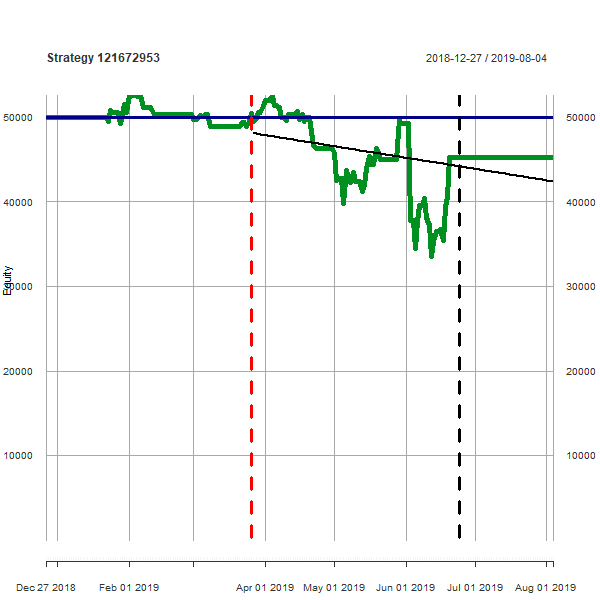 Strategy 121672953
2018-12-27 / 2019-08-04
50000 50000
40000 40000
Equity
30000 30000
20000 20000
10000 10000
Dec 27 2018 Feb 01 2019 Apr 01 2019 May 01 2019 Jun 01 2019 Jul 01 2019 Aug 01 2019